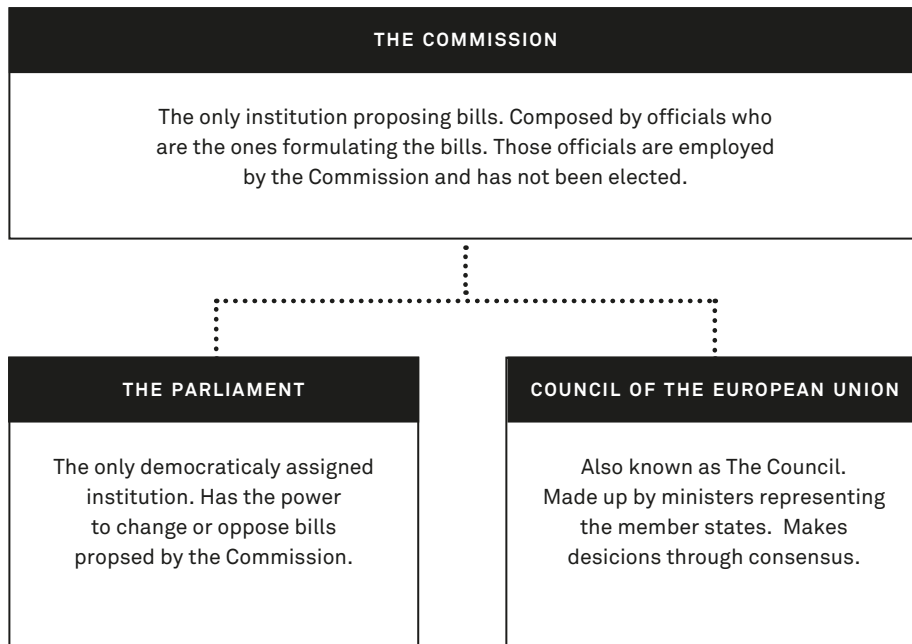 THE COMMISSION
The only institution proposing bills. Composed by officials who
are the ones formulating the bills. Those officials are employed
by the Commission and has not been elected.
THE PARLIAMENT
The only democraticaly assigned
institution. Has the power
to change or oppose bills
propsed by the Commission.
COUNCIL OF THE EUROPEAN UNION
Also known as The Council.
Made up by ministers representing
the member states.  Makes
desicions through consensus.